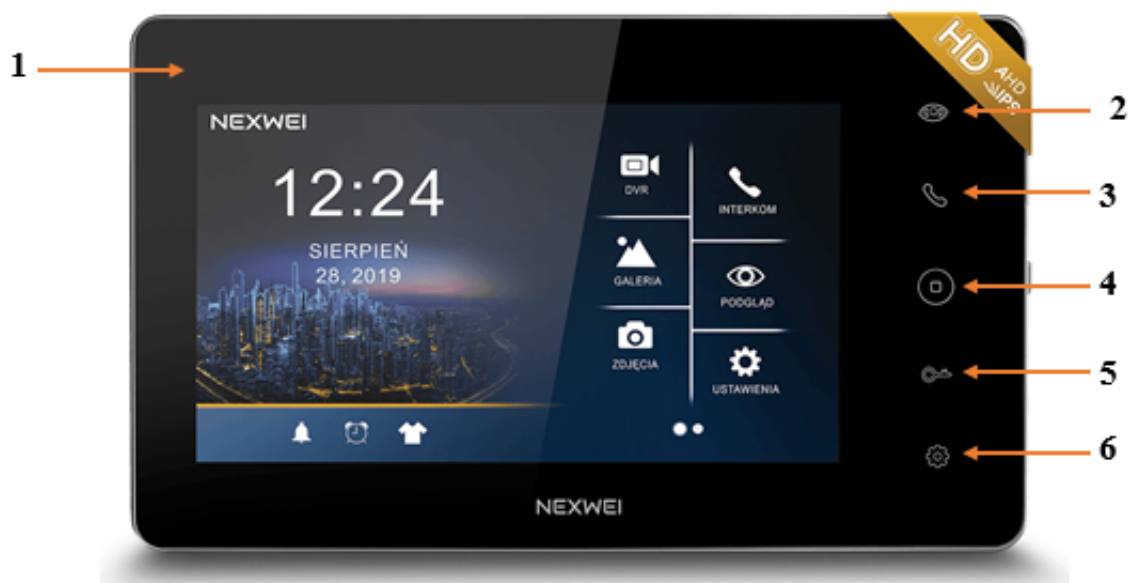 1
HD
AHD
IPS
2
NEXWEI
12:24
SIERPIEŃ
28, 2019
DVR
INTERKOM
3
GALERIA
PODGLĄD
4
ZDJĘCIA
USTAWIENIA
5
6
NEXWEI